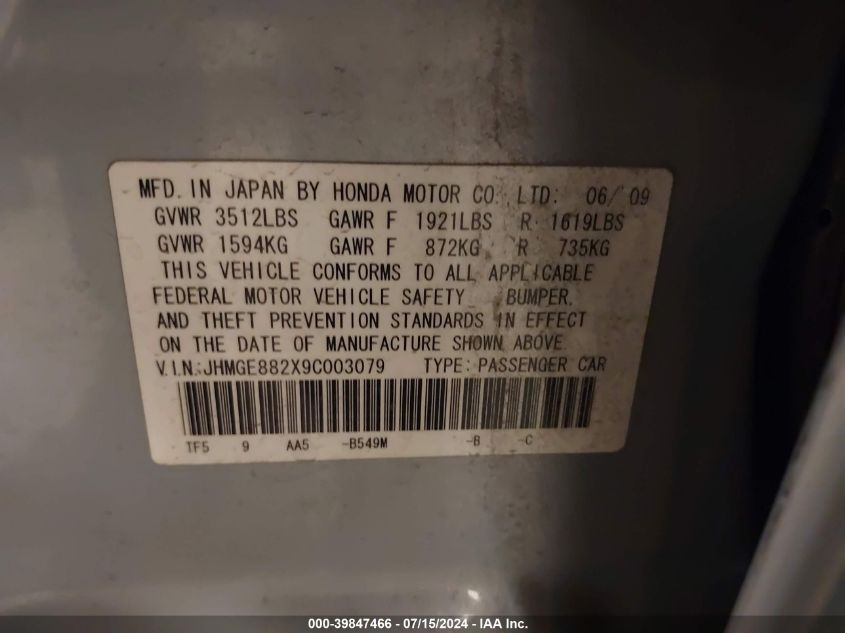 MFD. IN JAPAN BY HONDA MOTOR CO., LTD: 06/'09
GVWR 3512LBS GAWR F 1921LBS R 1619LBS
GVWR 1594KG GAWR F 872KG R 735KG
THIS VEHICLE CONFORMS TO ALL APPLICABLE
FEDERAL MOTOR VEHICLE SAFETY, BUMPER,
AND THEFT PREVENTION STANDARDS IN EFFECT
ON THE DATE OF MANUFACTURE SHOWN ABOVE.
V.I.N.:JHMGE882X9C003079 TYPE: PASSENGER CAR
TF5 9 AA5 -B549M -B -C
000-39847466 - 07/15/2024 - IAA Inc.